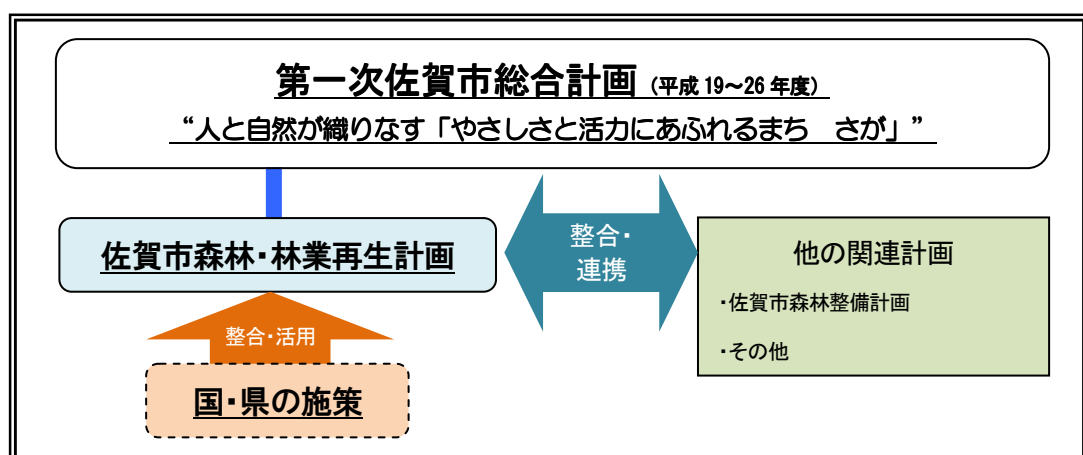 第一次佐賀市総合計画(平成 19~26 年度)
“人と自然が織りなす「やさしさと活力にあふれるまち　さが」”
佐賀市森林・林業再生計画
整合・
連携
他の関連計画
・佐賀市森林整備計画
・その他
整合・活用
国・県の施策